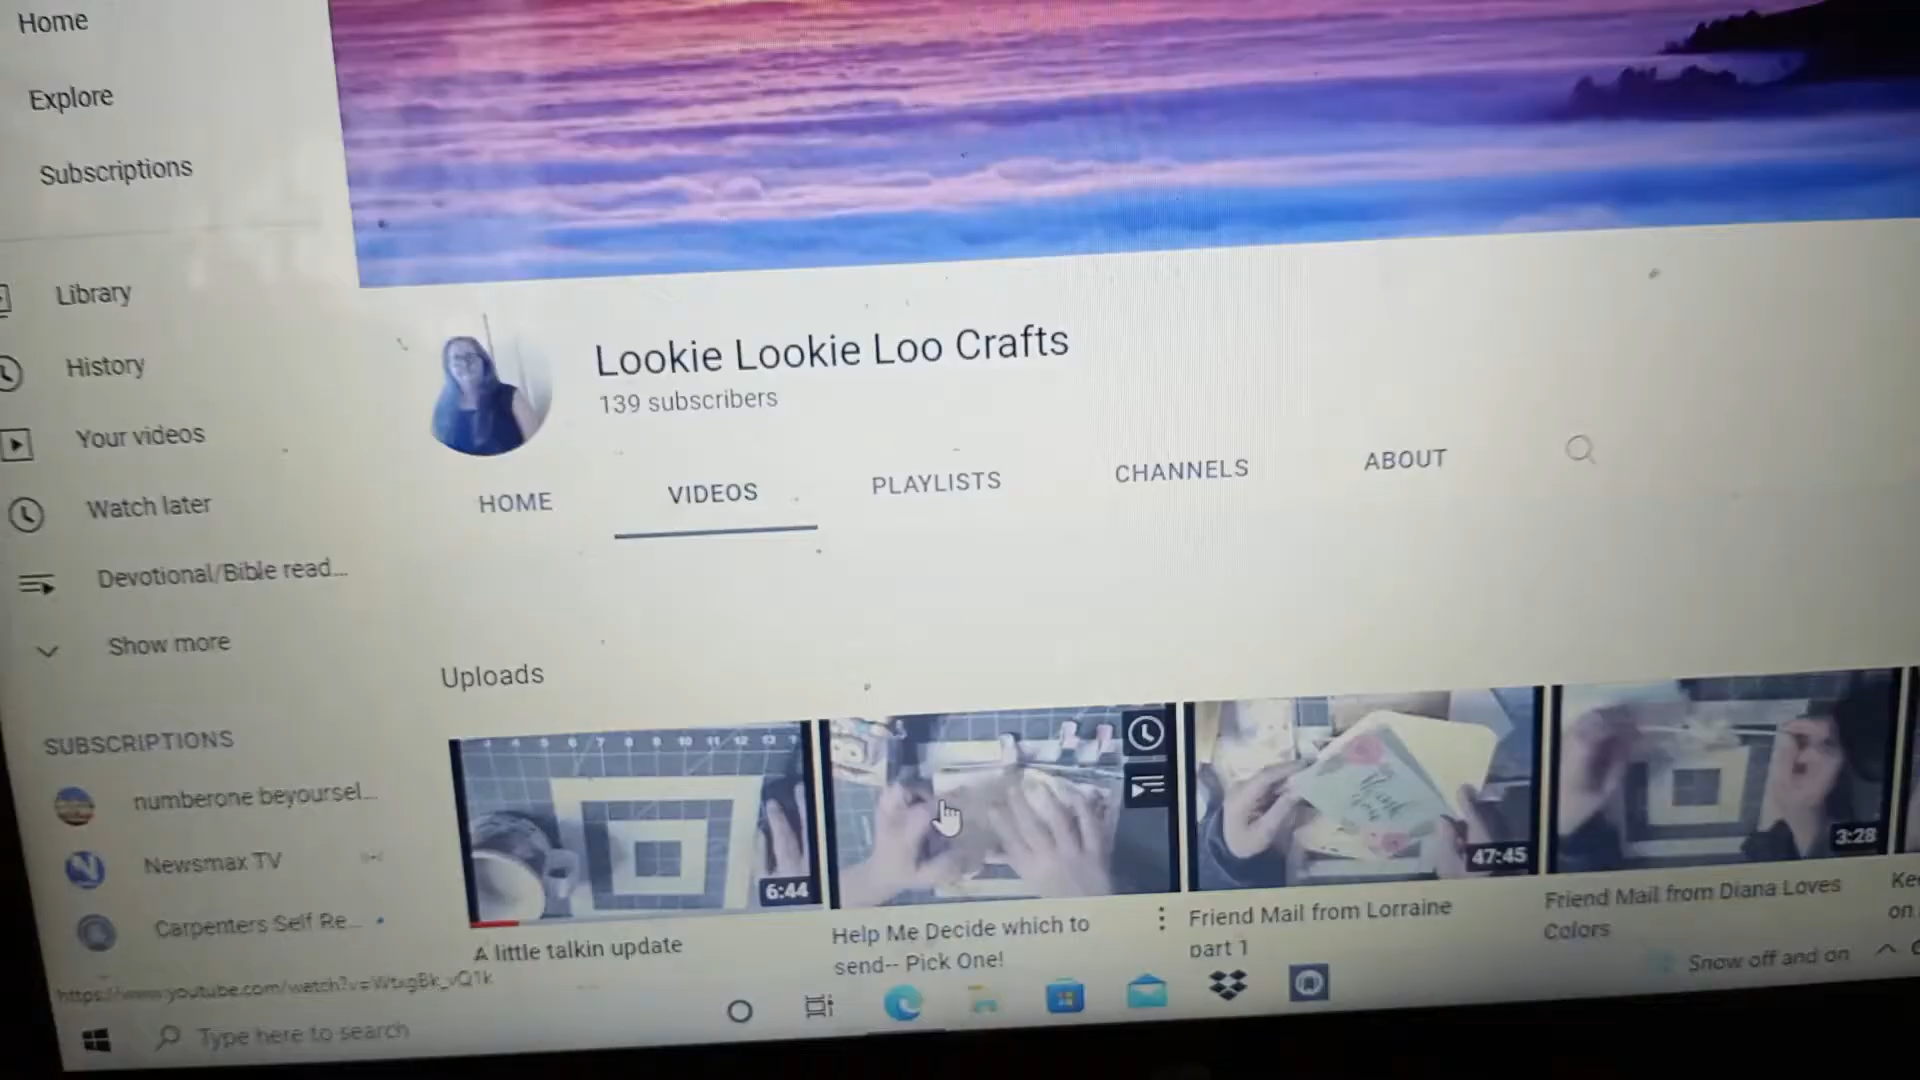 Home
Explore
Subscriptions
Library
History
Your videos
Watch later
Devotional/Bible read...
Show more
SUBSCRIPTIONS
numberone beyoursel...
Newsmax TV
Carpenters Self Re...
Lookie Lookie Loo Crafts
139 subscribers
HOME
VIDEOS
PLAYLISTS
CHANNELS
ABOUT
Uploads
6:44
A little talkin update
Help Me Decide which to
send-- Pick One!
Thank You
47:45
Friend Mail from Lorraine
part 1
3:28
Friend Mail from Diana Loves
Colors
on
Snow off and on
Type here to search